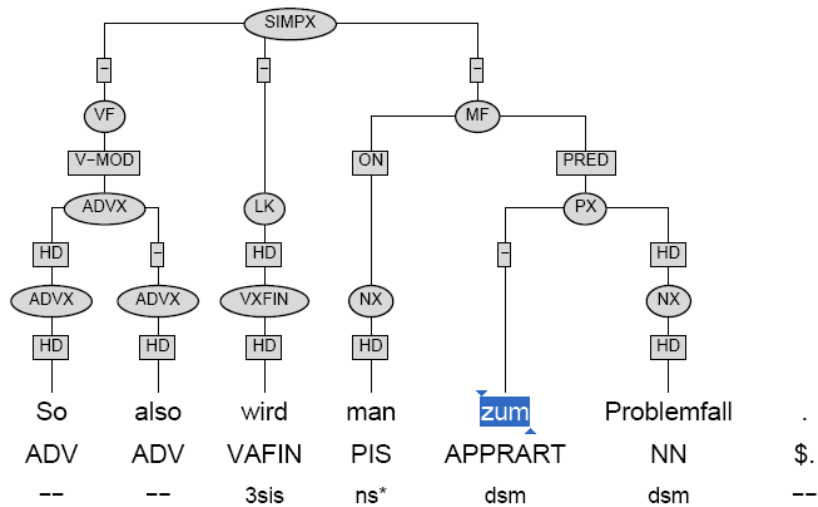 SIMPX
– – –
VF MF
V–MOD ON PRED
ADVX LK PX
HD – HD – HD
ADVX ADVX VXFIN NX NX
HD HD HD HD HD
So also wird man zum Problemfall .
ADV ADV VAFIN PIS APPRART NN $.
-- -- 3sis ns* dsm dsm --